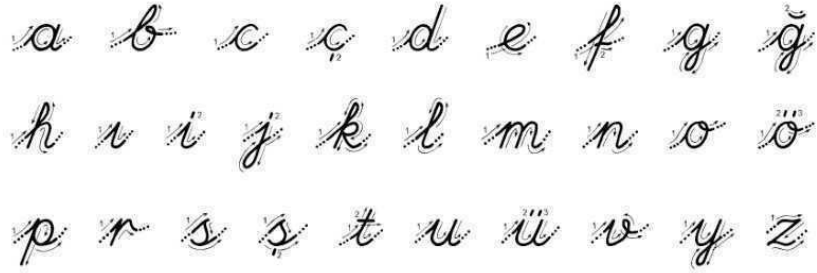 a b c ç d e f g ğ
h ı i j k l m n o ö
p r s ş t u ü v y z